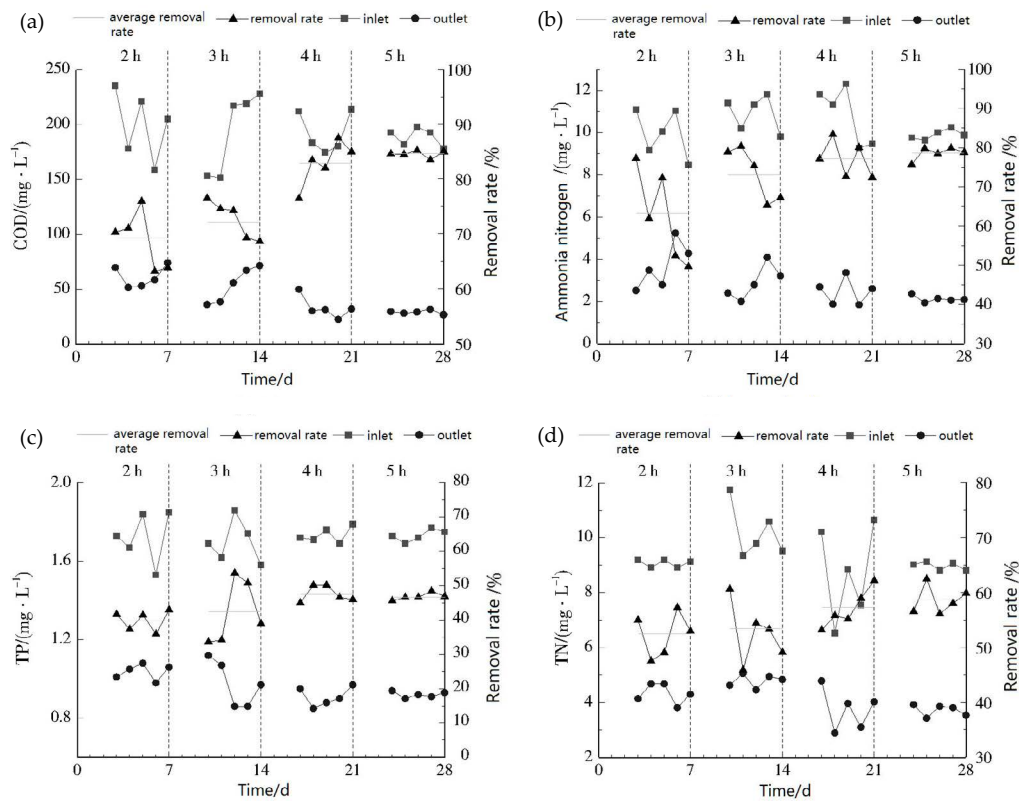 (a)
average removal rate
removal rate
inlet
outlet
2 h
3 h
4 h
5 h
COD/(mg · L⁻¹)
250
200
150
100
50
0
Removal rate /%
100
90
80
70
60
50
0
7
14
21
28
Time/d
(b)
average removal rate
removal rate
inlet
outlet
2 h
3 h
4 h
5 h
Ammonia nitrogen /(mg · L⁻¹)
12
10
8
6
4
2
0
Removal rate /%
100
90
80
70
60
50
40
30
0
7
14
21
28
Time/d
(c)
average removal rate
removal rate
inlet
outlet
2 h
3 h
4 h
5 h
TP/(mg · L⁻¹)
2.0
1.6
1.2
0.8
Removal rate /%
80
70
60
50
40
30
20
10
0
0
7
14
21
28
Time/d
(d)
average removal rate
removal rate
inlet
outlet
2 h
3 h
4 h
5 h
TN/(mg · L⁻¹)
12
10
8
6
4
2
Removal rate /%
80
70
60
50
40
30
0
7
14
21
28
Time/d